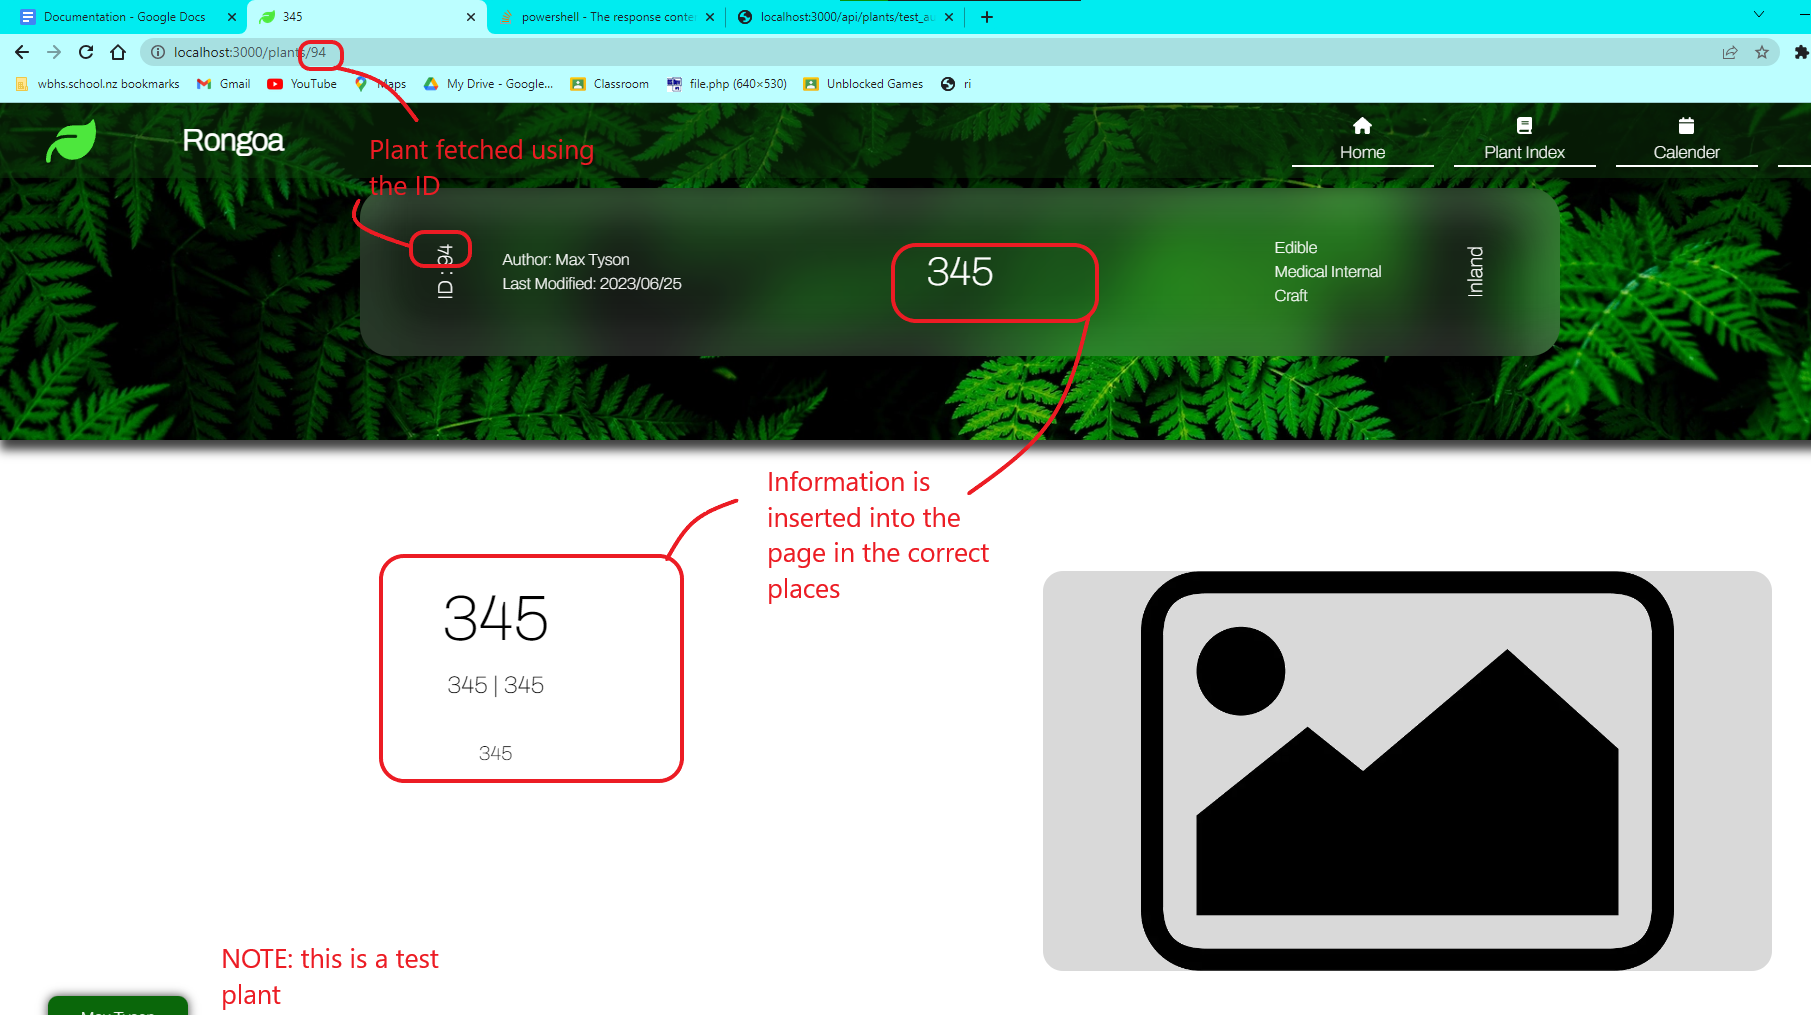 Documentation - Google Docs
345
powershell - The response conte
localhost:3000/api/plants/test_au
localhost:3000/plants/94
wbhs.school.nz bookmarks
Gmail
YouTube
Maps
My Drive - Google...
Classroom
file.php (640×530)
Unblocked Games
ri
Rongoa
Home
Plant Index
Calender
Plant fetched using
the ID
ID : 94
Author: Max Tyson
Last Modified: 2023/06/25
345
Edible
Medical Internal
Craft
Inland
Information is
inserted into the
page in the correct
places
345
345 | 345
345
NOTE: this is a test
plant
Max Tyson